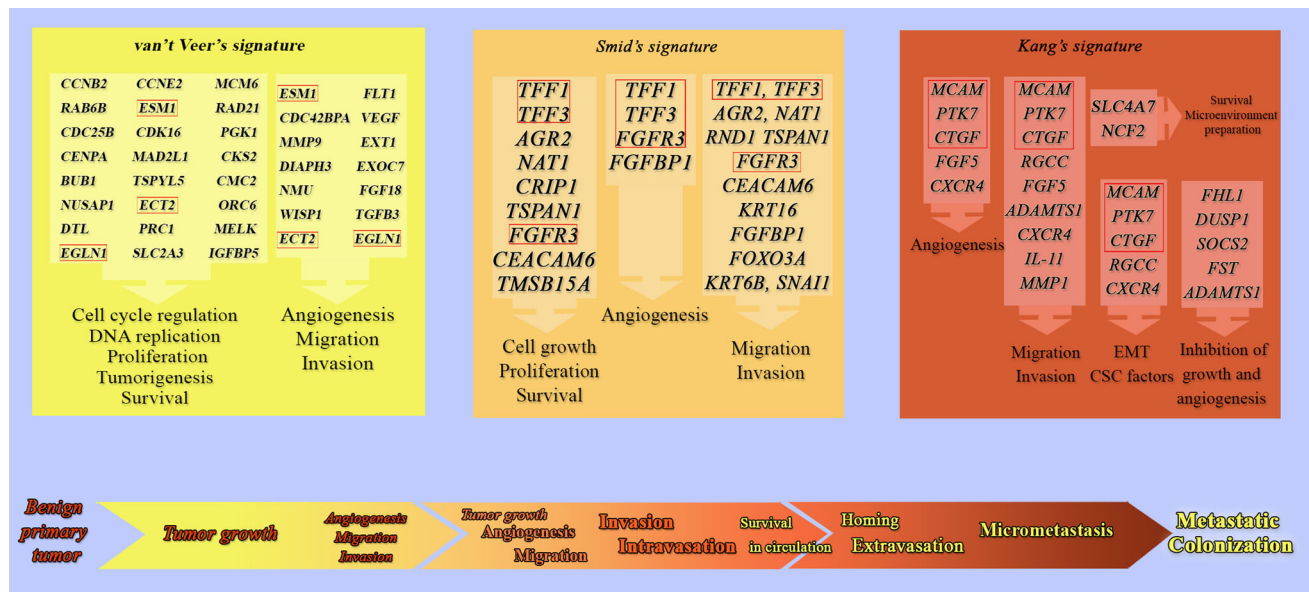 van't Veer's signature
CCNB2 CCNE2 MCM6
RAB6B ESM1 RAD21
CDC25B CDK16 PGK1
CENPA MAD2L1 CKS2
BUB1 TSPYL5 CMC2
NUSAP1 ECT2 ORC6
DTL PRC1 MELK
EGLN1 SLC2A3 IGFBP5
Cell cycle regulation
DNA replication
Proliferation
Tumorigenesis
Survival
ESM1 FLT1
CDC42BPA VEGF
MMP9 EXT1
DIAPH3 EXOC7
NMU FGF18
WISP1 TGFB3
ECT2 EGLN1
Angiogenesis
Migration
Invasion
Smid's signature
TFF1
TFF3
AGR2
NAT1
CRIP1
TSPAN1
FGFR3
CEACAM6
TMSB15A
Cell growth
Proliferation
Survival
TFF1
TFF3
FGFR3
FGFBP1
Angiogenesis
TFF1, TFF3
AGR2, NAT1
RND1 TSPAN1
FGFR3
CEACAM6
KRT16
FGFBP1
FOXO3A
KRT6B, SNAI1
Migration
Invasion
Kang's signature
MCAM
PTK7
CTGF
FGF5
CXCR4
Angiogenesis
MCAM
PTK7
CTGF
RGCC
FGF5
ADAMTS1
CXCR4
IL-11
MMP1
Migration
Invasion
SLC4A7
NCF2
Survival
Microenvironment
preparation
MCAM
PTK7
CTGF
RGCC
CXCR4
EMT
CSC factors
FHL1
DUSP1
SOCS2
FST
ADAMTS1
Inhibition of
growth and
angiogenesis
Benign
primary
tumor
Tumor growth
Angiogenesis
Migration
Invasion
Tumor growth
Angiogenesis
Migration
Invasion
Intravasation
Survival
in circulation
Homing
Extravasation
Micrometastasis
Metastatic
Colonization